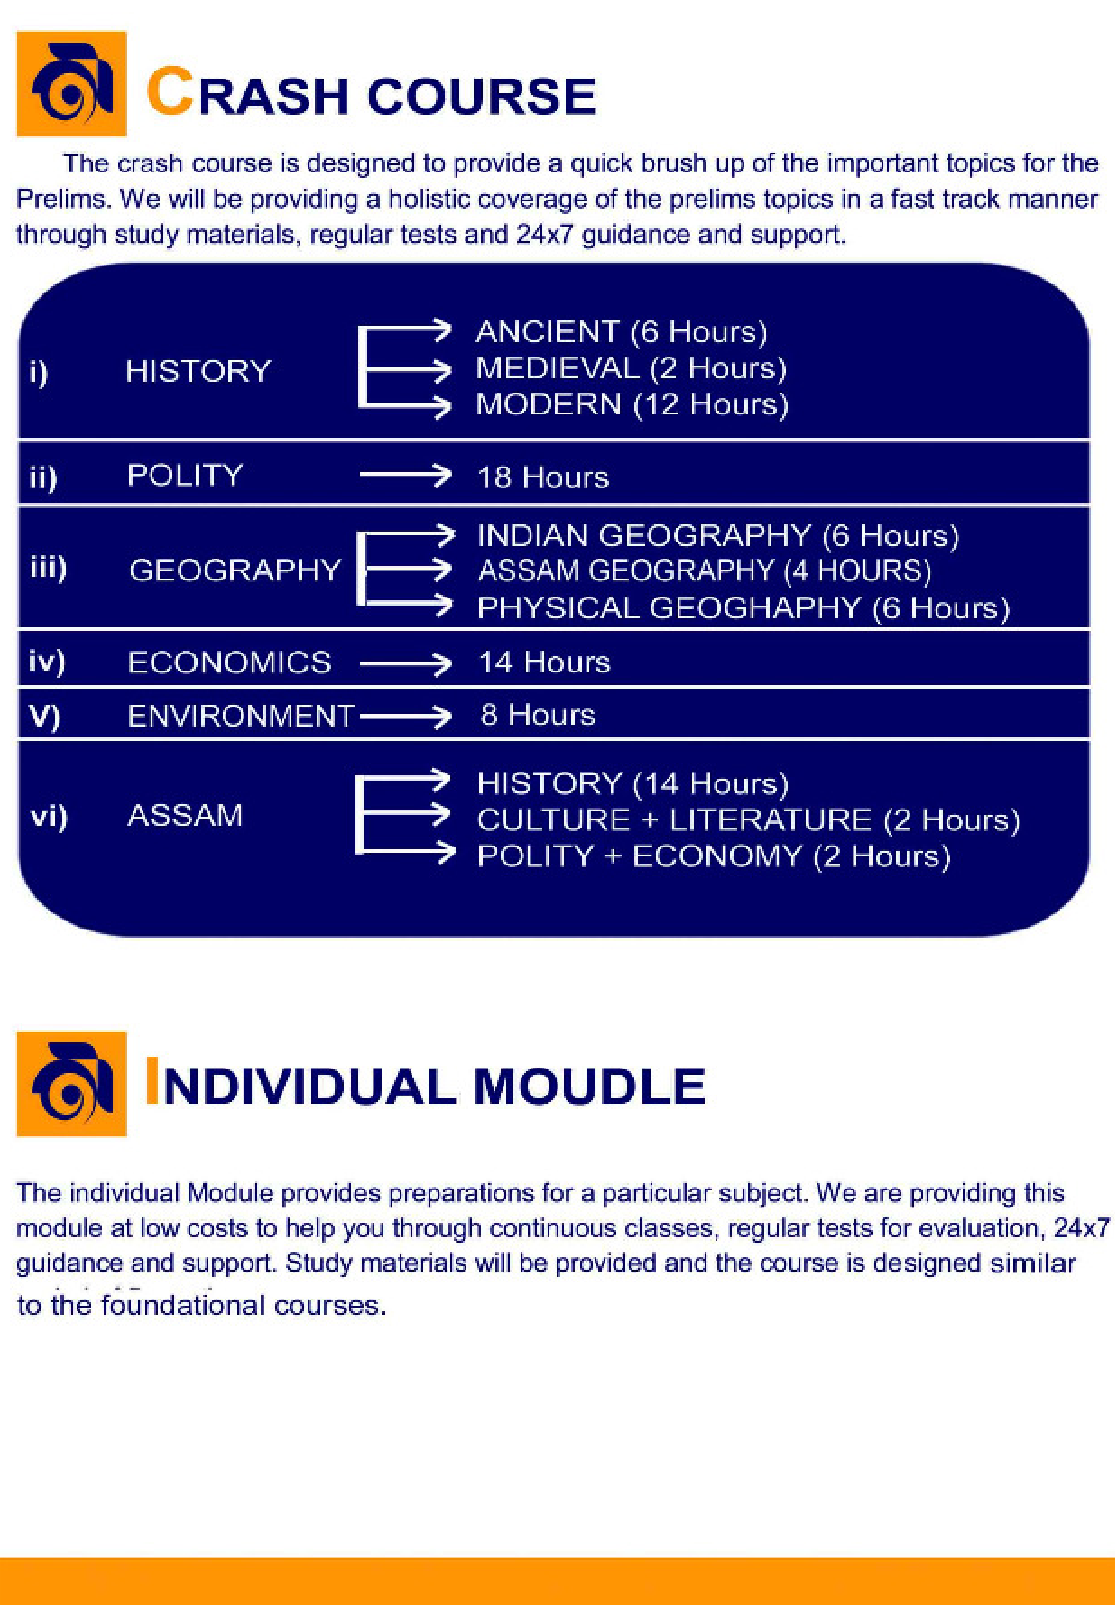 CRASH COURSE
The crash course is designed to provide a quick brush up of the important topics for the
Prelims. We will be providing a holistic coverage of the prelims topics in a fast track manner
through study materials, regular tests and 24x7 guidance and support.
i) HISTORY
ANCIENT (6 Hours)
MEDIEVAL (2 Hours)
MODERN (12 Hours)
ii) POLITY 18 Hours
iii) GEOGRAPHY
INDIAN GEOGRAPHY (6 Hours)
ASSAM GEOGRAPHY (4 HOURS)
PHYSICAL GEOGHAPHY (6 Hours)
iv) ECONOMICS 14 Hours
V) ENVIRONMENT 8 Hours
vi) ASSAM
HISTORY (14 Hours)
CULTURE + LITERATURE (2 Hours)
POLITY + ECONOMY (2 Hours)
INDIVIDUAL MOUDLE
The individual Module provides preparations for a particular subject. We are providing this
module at low costs to help you through continuous classes, regular tests for evaluation, 24x7
guidance and support. Study materials will be provided and the course is designed similar
to the foundational courses.